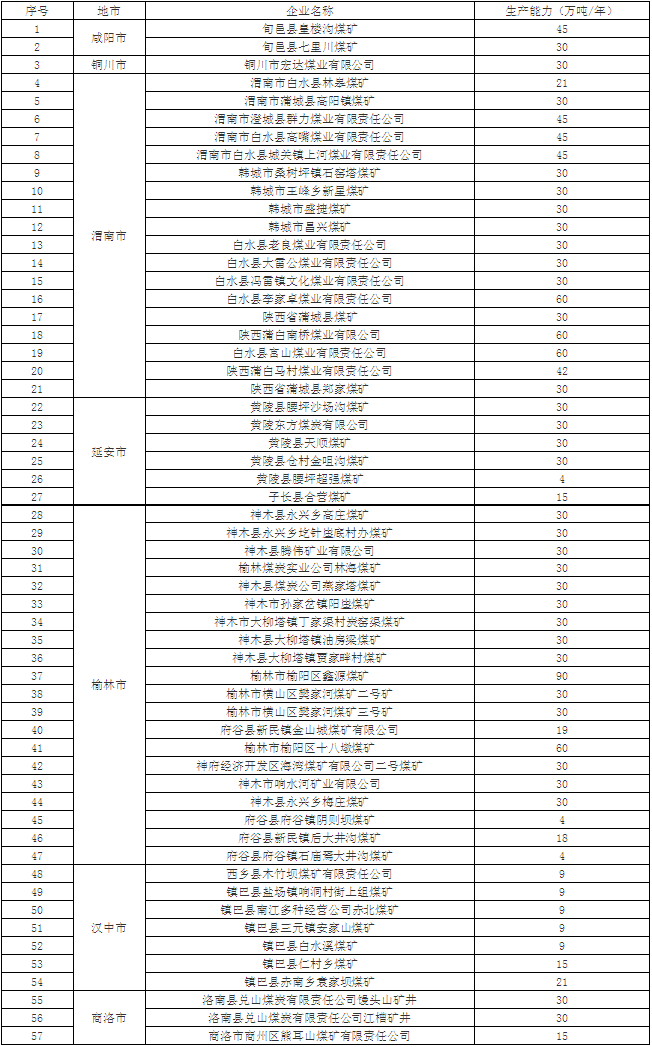 序号 地市 企业名称 生产能力（万吨/年）
1 咸阳市 旬邑县皇楼沟煤矿 45
2 旬邑县七里川煤矿 30
3 铜川市 铜川市宏达煤业有限公司 30
4 渭南市 渭南市白水县林皋煤矿 21
5 渭南市蒲城县高阳镇煤矿 30
6 渭南市澄城县群力煤业有限责任公司 45
7 渭南市白水县高嘴煤业有限责任公司 45
8 渭南市白水县城关镇上河煤业有限责任公司 45
9 韩城市桑树坪镇石窑塔煤矿 30
10 韩城市王峰乡新星煤矿 30
11 韩城市盛捷煤矿 30
12 韩城市昌兴煤矿 30
13 白水县老良煤业有限责任公司 30
14 白水县大雷公煤业有限责任公司 30
15 白水县冯雷镇文化煤业有限责任公司 30
16 白水县李家卓煤业有限责任公司 60
17 陕西省蒲城县煤矿 30
18 陕西蒲白南桥煤业有限公司 60
19 白水县宫山煤业有限责任公司 60
20 陕西蒲白马村煤业有限责任公司 42
21 陕西省蒲城县郑家煤矿 30
22 延安市 黄陵县腰坪沙场沟煤矿 30
23 黄陵东方煤炭有限公司 30
24 黄陵县天顺煤矿 30
25 黄陵县仓村金咀沟煤矿 30
26 黄陵县腰坪超强煤矿 4
27 子长县合营煤矿 15
28 榆林市 神木县永兴乡高庄煤矿 30
29 神木县永兴乡圪针崖底村办煤矿 30
30 神木县腾伟矿业有限公司 30
31 榆林煤炭实业公司林海煤矿 30
32 神木县煤炭公司燕家塔煤矿 30
33 神木市孙家岔镇阳崖煤矿 30
34 神木市大柳塔镇丁家渠村炭窑渠煤矿 30
35 神木县大柳塔镇油房梁煤矿 30
36 神木县大柳塔镇贾家畔村煤矿 30
37 榆林市榆阳区鑫源煤矿 90
38 榆林市横山区樊家河煤矿二号矿 30
39 榆林市横山区樊家河煤矿三号矿 30
40 府谷县新民镇金山城煤矿有限公司 19
41 榆林市榆阳区十八墩煤矿 60
42 神府经济开发区海湾煤矿有限公司二号煤矿 30
43 神木市响水河矿业有限公司 30
44 神木县永兴乡梅庄煤矿 30
45 府谷县府谷镇阴则坝煤矿 4
46 府谷县新民镇后大井沟煤矿 18
47 府谷县府谷镇石庙焉大井沟煤矿 4
48 汉中市 西乡县木竹坝煤矿有限责任公司 9
49 镇巴县盐场镇响洞村街上组煤矿 9
50 镇巴县南江多种经营公司赤北煤矿 9
51 镇巴县三元镇安家山煤矿 9
52 镇巴县白水溪煤矿 9
53 镇巴县仁村乡煤矿 15
54 镇巴县赤南乡袁家坝煤矿 21
55 商洛市 洛南县兑山煤炭有限责任公司馒头山矿井 30
56 洛南县兑山煤炭有限责任公司江槽矿井 30
57 商洛市商州区熊耳山煤矿有限责任公司 15